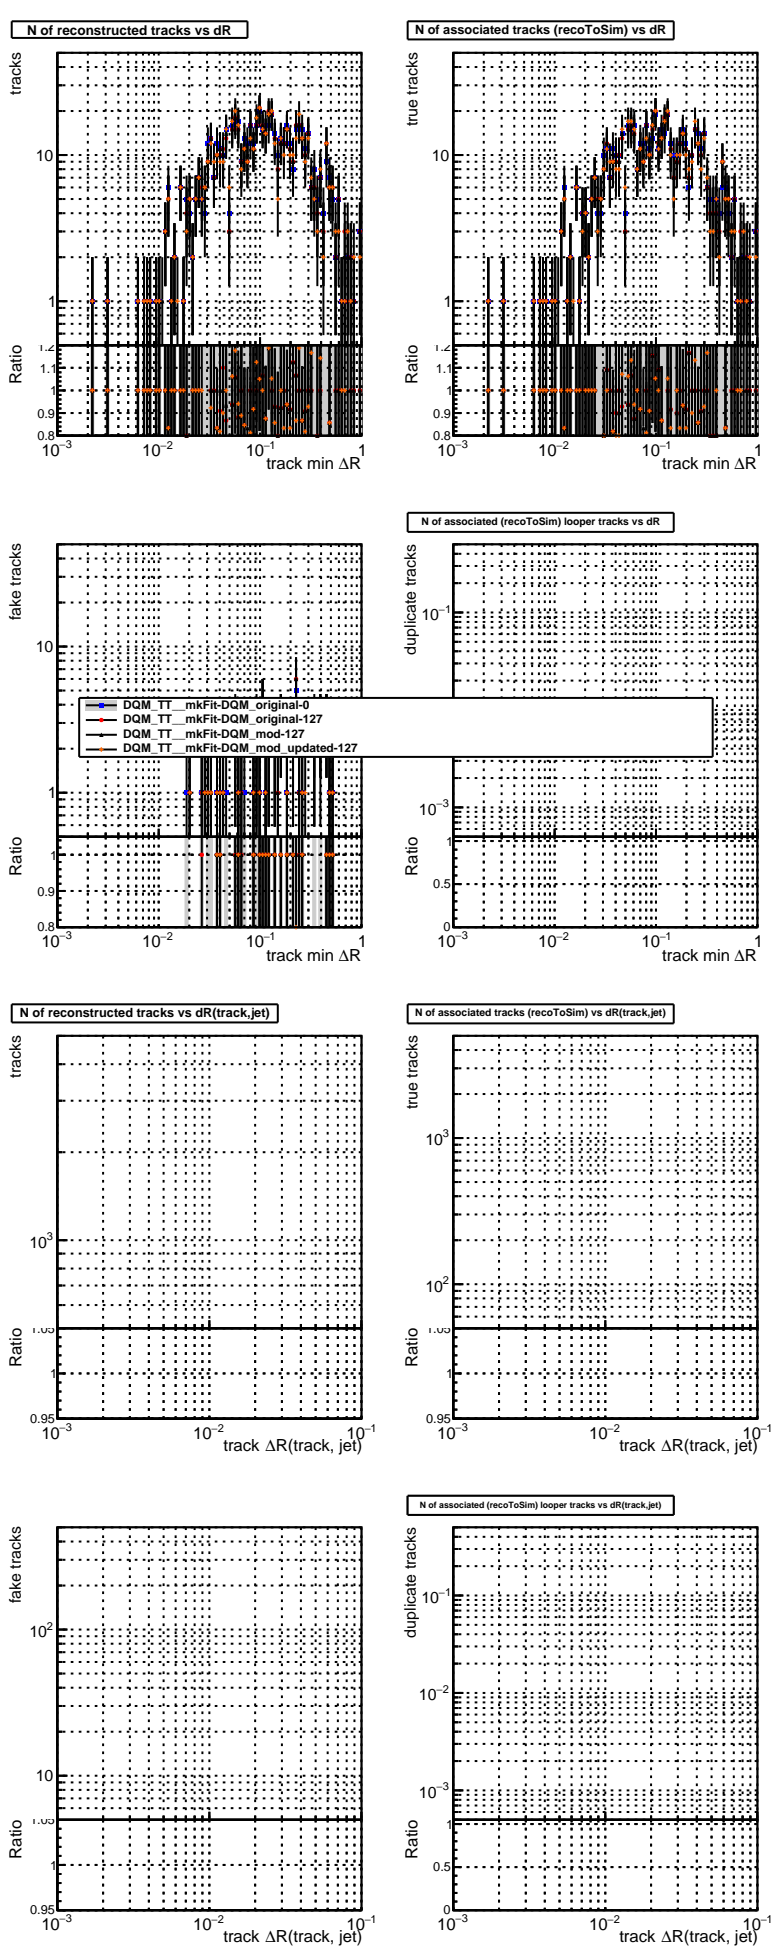 N of reconstructed tracks vs dR
tracks
10
1
1.2
1.1
1
0.9
0.8
Ratio
10⁻³
10⁻²
10⁻¹
1
track min ΔR
N of associated tracks (recoToSim) vs dR
true tracks
10
1
1.2
1.1
1
0.9
0.8
Ratio
10⁻³
10⁻²
10⁻¹
1
track min ΔR
fake tracks
10
1
1
0.9
0.8
Ratio
10⁻³
10⁻²
10⁻¹
1
track min ΔR
N of associated (recoToSim) looper tracks vs dR
duplicate tracks
10⁻¹
10⁻³
1
0.5
0
Ratio
10⁻³
10⁻²
10⁻¹
1
track min ΔR
DQM_TT__mkFit-DQM_original-0
DQM_TT__mkFit-DQM_original-127
DQM_TT__mkFit-DQM_mod-127
DQM_TT__mkFit-DQM_mod_updated-127
N of reconstructed tracks vs dR(track,jet)
tracks
10³
1.05
1
0.95
Ratio
10⁻³
10⁻²
10⁻¹
track ΔR(track, jet)
N of associated tracks (recoToSim) vs dR(track,jet)
true tracks
10³
10²
1.05
1
0.95
Ratio
10⁻³
10⁻²
10⁻¹
track ΔR(track, jet)
fake tracks
10²
10
1.05
1
0.95
Ratio
10⁻³
10⁻²
10⁻¹
track ΔR(track, jet)
N of associated (recoToSim) looper tracks vs dR(track,jet)
duplicate tracks
10⁻¹
10⁻²
10⁻³
1
0.5
0
Ratio
10⁻³
10⁻²
10⁻¹
track ΔR(track, jet)